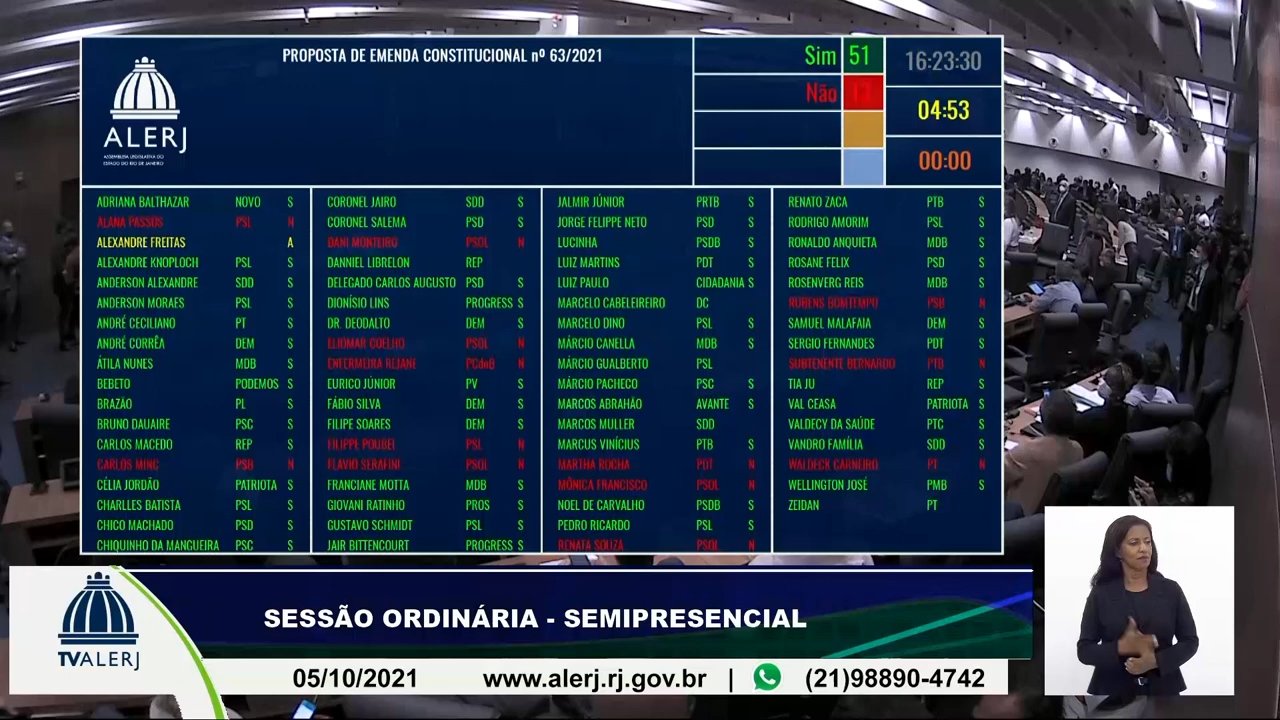 PROPOSTA DE EMENDA CONSTITUCIONAL nº 63/2021
Sim 51
Não
16:23:30
04:53
00:00
ALERJ
ASSEMBLEIA LEGISLATIVA DO
ESTADO DO RIO DE JANEIRO
ADRIANA BALTHAZAR NOVO S
ALANA PASSOS PSL N
ALEXANDRE FREITAS A
ALEXANDRE KNOPLOCH PSL S
ANDERSON ALEXANDRE SDD S
ANDERSON MORAES PSL S
ANDRÉ CECILIANO PT S
ANDRÉ CORRÊA DEM S
ÁTILA NUNES MDB S
BEBETO PODEMOS S
BRAZÃO PL S
BRUNO DAUAIRE PSC S
CARLOS MACEDO REP S
CARLOS MINC PSB N
CÉLIA JORDÃO PATRIOTA S
CHARLLES BATISTA PSL S
CHICO MACHADO PSD S
CHIQUINHO DA MANGUEIRA PSC S
CORONEL JAIRO SDD S
CORONEL SALEMA PSD S
DANI MONTEIRO PSOL N
DANNIEL LIBRELON REP
DELEGADO CARLOS AUGUSTO PSD S
DIONÍSIO LINS PROGRESS S
DR. DEODALTO DEM S
ELIOMAR COELHO PSOL N
ENFERMEIRA REJANE PCdoB N
EURICO JÚNIOR PV S
FÁBIO SILVA DEM S
FILIPE SOARES DEM S
FILIPPE POUBEL PSL N
FLAVIO SERAFINI PSOL N
FRANCIANE MOTTA MDB S
GIOVANI RATINHO PROS S
GUSTAVO SCHMIDT PSL S
JAIR BITTENCOURT PROGRESS S
JALMIR JÚNIOR PRTB S
JORGE FELIPPE NETO PSD S
LUCINHA PSDB S
LUIZ MARTINS PDT S
LUIZ PAULO CIDADANIA S
MARCELO CABELEIREIRO DC
MARCELO DINO PSL S
MÁRCIO CANELLA MDB S
MÁRCIO GUALBERTO PSL
MÁRCIO PACHECO PSC S
MARCOS ABRAHÃO AVANTE S
MARCOS MULLER SDD
MARCUS VINÍCIUS PTB S
MARTHA ROCHA PDT N
MÔNICA FRANCISCO PSOL N
NOEL DE CARVALHO PSDB S
PEDRO RICARDO PSL S
RENATA SOUZA PSOL N
RENATO ZACA PTB S
RODRIGO AMORIM PSL S
RONALDO ANQUIETA MDB S
ROSANE FELIX PSD S
ROSENVERG REIS MDB S
RUBENS BOMTEMPO PSB N
SAMUEL MALAFAIA DEM S
SERGIO FERNANDES PDT S
SUBTENENTE BERNARDO PTB N
TIA JU REP S
VAL CEASA PATRIOTA S
VALDECY DA SAÚDE PTC S
VANDRO FAMÍLIA SDD S
WALDECK CARNEIRO PT N
WELLINGTON JOSÉ PMB S
ZEIDAN PT
TVALERJ
SESSÃO ORDINÁRIA - SEMIPRESENCIAL
05/10/2021 www.alerj.rj.gov.br | (21)98890-4742